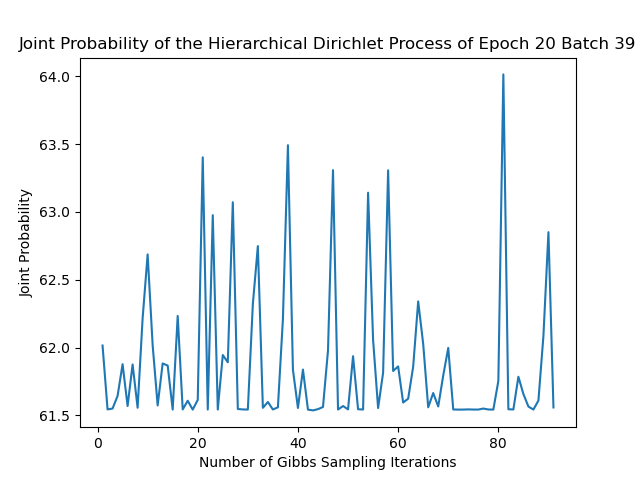 Joint Probability of the Hierarchical Dirichlet Process of Epoch 20 Batch 39
64.0
63.5
63.0
62.5
62.0
61.5
Joint Probability
0 20 40 60 80
Number of Gibbs Sampling Iterations